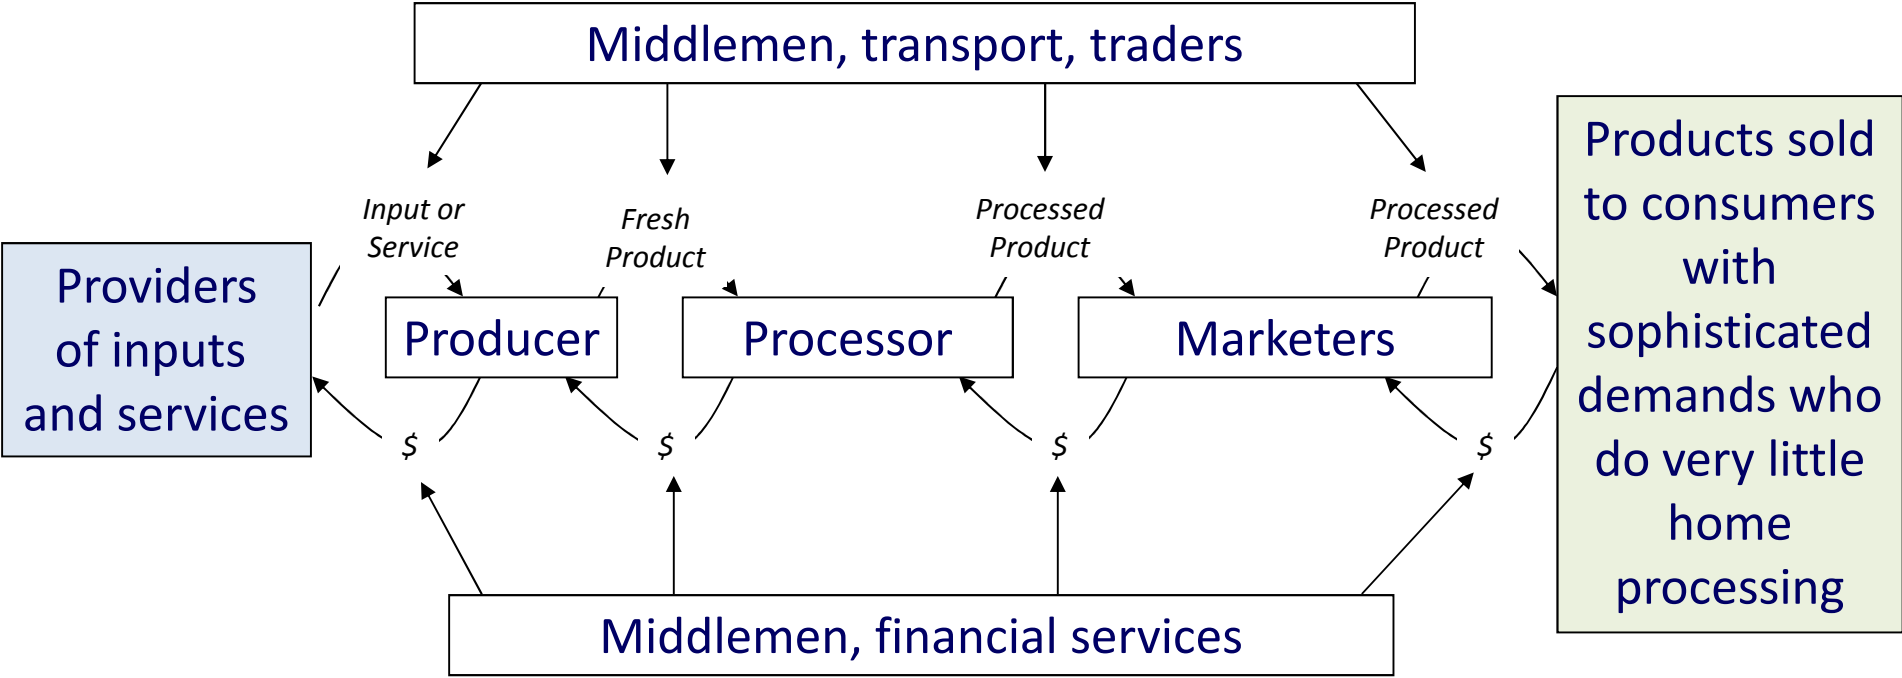 Middlemen, transport, traders
Input or
Service
Fresh
Product
Processed
Product
Processed
Product
Providers
of inputs
and services
Producer
Processor
Marketers
Products sold
to consumers
with
sophisticated
demands who
do very little
home
processing
$
$
$
$
Middlemen, financial services